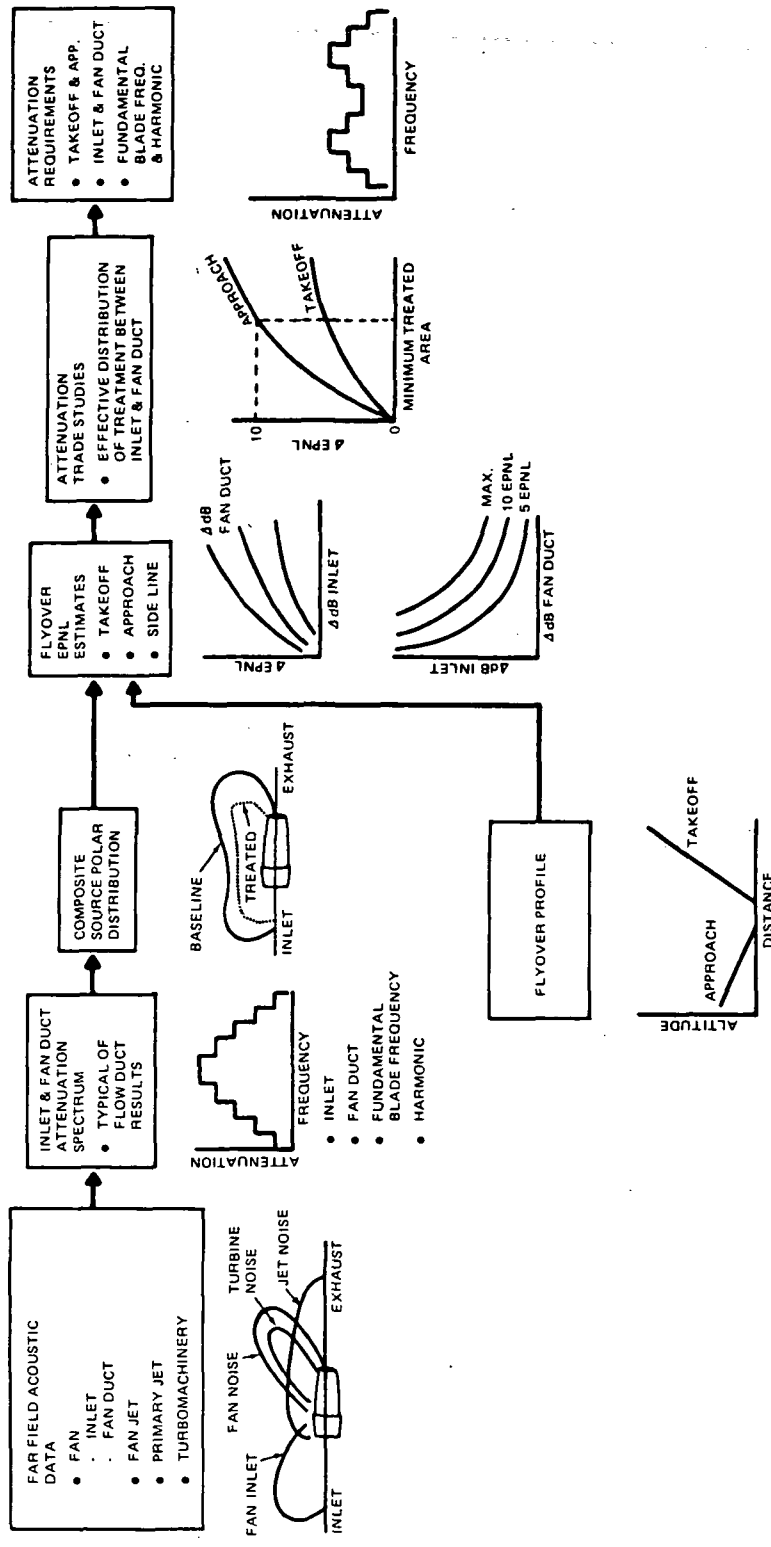 FAR FIELD ACOUSTIC
DATA
• FAN
- INLET
- FAN DUCT
• FAN JET
• PRIMARY JET
• TURBOMACHINERY
INLET & FAN DUCT
ATTENUATION
SPECTRUM
• TYPICAL OF
FLOW DUCT
RESULTS
COMPOSITE
SOURCE POLAR
DISTRIBUTION
FLYOVER
EPNL
ESTIMATES
• TAKEOFF
• APPROACH
• SIDE LINE
ATTENUATION
TRADE STUDIES
• EFFECTIVE DISTRIBUTION
OF TREATMENT BETWEEN
INLET & FAN DUCT
ATTENUATION
REQUIREMENTS
• TAKEOFF & APP.
• INLET & FAN DUCT
• FUNDAMENTAL
BLADE FREQ.
& HARMONIC
FAN INLET
FAN NOISE
TURBINE
NOISE
JET NOISE
INLET
EXHAUST
ATTENUATION
FREQUENCY
• INLET
• FAN DUCT
• FUNDAMENTAL
BLADE FREQUENCY
• HARMONIC
BASELINE
TREATED
INLET
EXHAUST
Δ EPNL
Δ dB
FAN DUCT
Δ dB INLET
ΔdB INLET
MAX.
10 EPNL
5 EPNL
Δ dB FAN DUCT
Δ EPNL
10
0
APPROACH
TAKEOFF
MINIMUM TREATED
AREA
ATTENUATION
FREQUENCY
FLYOVER PROFILE
ALTITUDE
APPROACH
TAKEOFF
DISTANCE